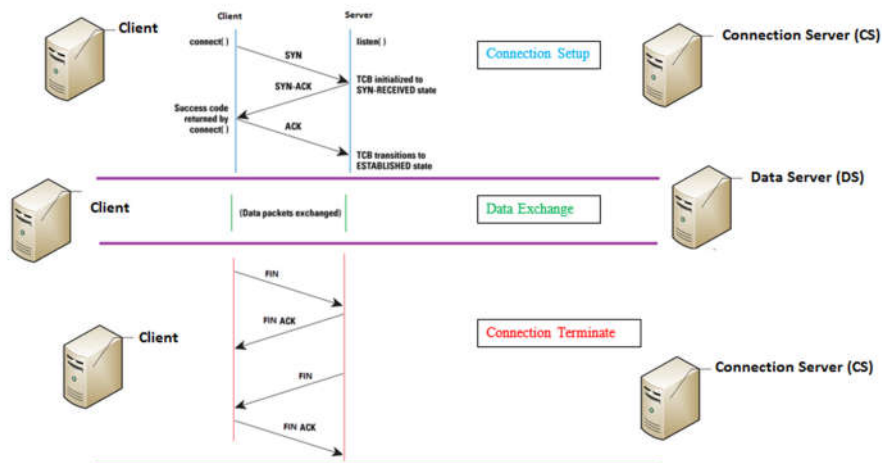 Client
Server
Client
connect( )
listen( )
Connection Server (CS)
Connection Setup
SYN
TCB initialized to
SYN-RECEIVED state
SYN-ACK
Success code
returned by
connect( )
ACK
TCB transitions to
ESTABLISHED state
Data Server (DS)
Client
(Data packets exchanged)
Data Exchange
FIN
Client
FIN ACK
Connection Terminate
Connection Server (CS)
FIN
FIN ACK